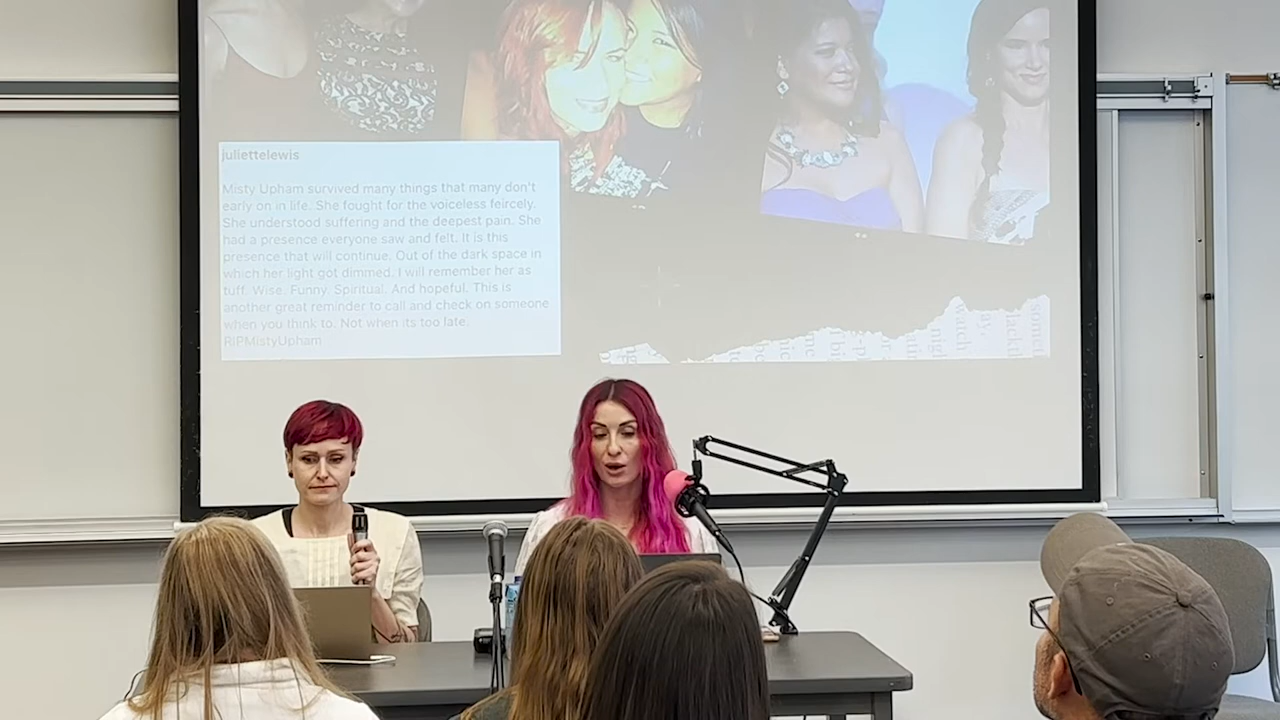 juliettelewis
Misty Upham survived many things that many don't
early on in life. She fought for the voiceless feircely.
She understood suffering and the deepest pain. She
had a presence everyone saw and felt. It is this
presence that will continue. Out of the dark space in
which her light got dimmed. I will remember her as
tuff. Wise. Funny. Spiritual. And hopeful. This is
another great reminder to call and check on someone
when you think to. Not when its too late.
RIPMistyUpham